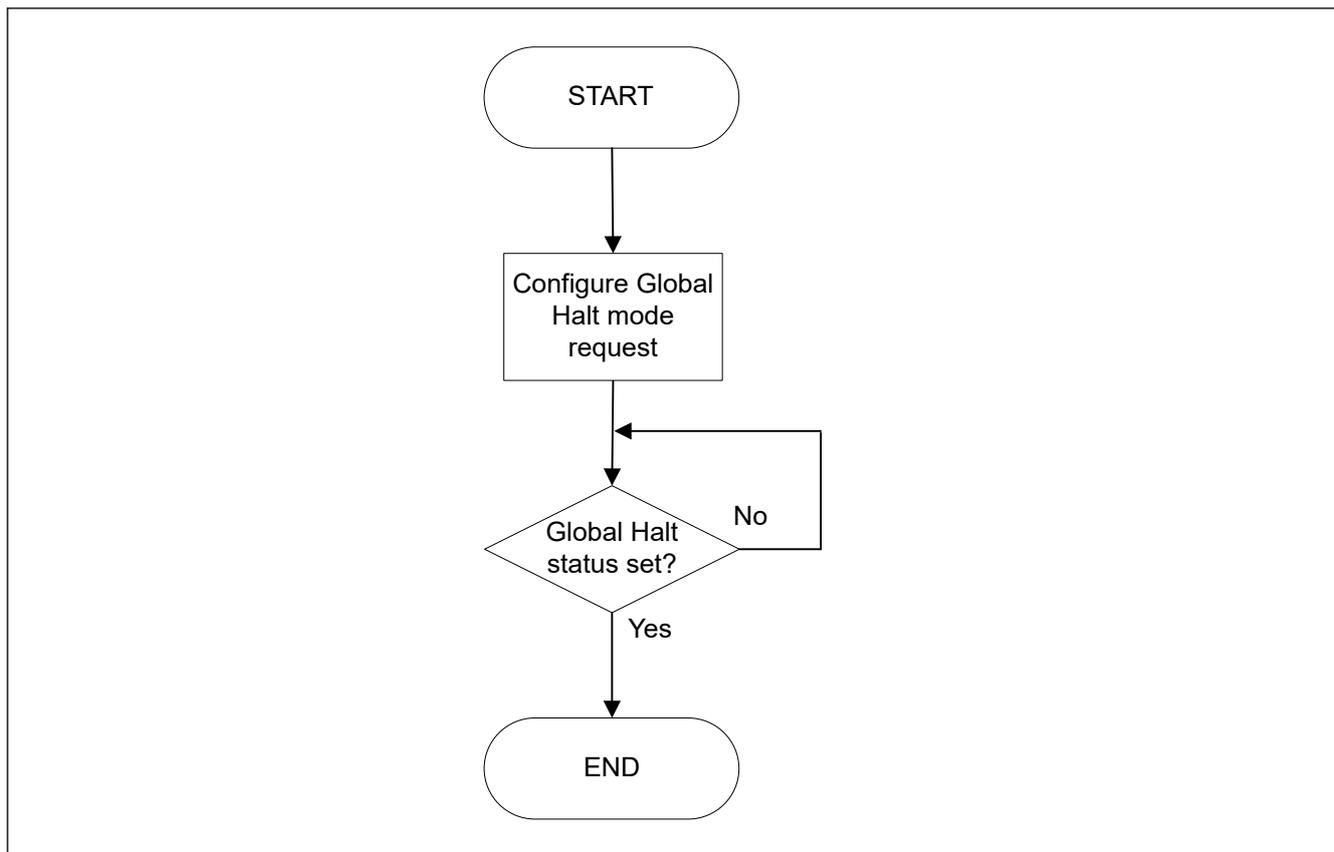 START
Configure Global
Halt mode
request
No
Global Halt
status set?
Yes
END